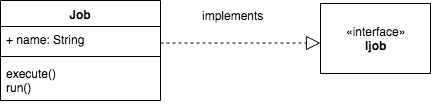 Job
+ name: String
execute()
run()
implements
«interface»
Ijob